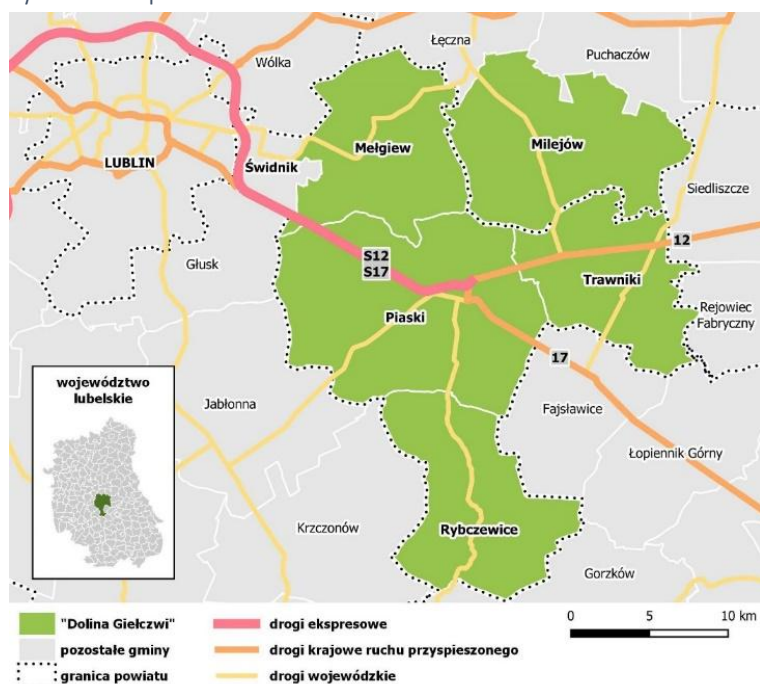 Łęczna
Puchaczów
Wólka
Mełgiew
Milejów
LUBLIN
Świdnik
Siedliszcze
Głusk
S12
S17
12
Trawniki
Piaski
Rejowiec
Fabryczny
17
województwo
lubelskie
Jabłonna
Fajsławice
Łopiennik Górny
Krzczonów
Rybczewice
Gorzków
"Dolina Giełczwi"
pozostałe gminy
granica powiatu
drogi ekspresowe
drogi krajowe ruchu przyspieszonego
drogi wojewódzkie
0 5 10 km